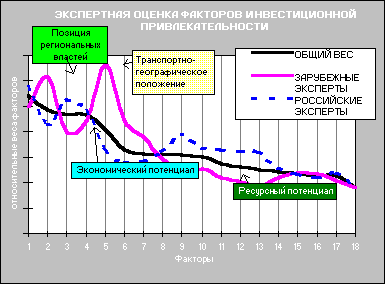 ЭКСПЕРТНАЯ ОЦЕНКА ФАКТОРОВ ИНВЕСТИЦИОННОЙ
ПРИВЛЕКАТЕЛЬНОСТИ
Позиция
региональных
властей
Транспортно-
географическое
положение
ОБЩИЙ ВЕС
ЗАРУБЕЖНЫЕ
ЭКСПЕРТЫ
РОССИЙСКИЕ
ЭКСПЕРТЫ
относительные веса факторов
Экономический потенциал
Ресурсный потенциал
1 2 3 4 5 6 7 8 9 10 11 12 13 14 15 16 17 18
Факторы